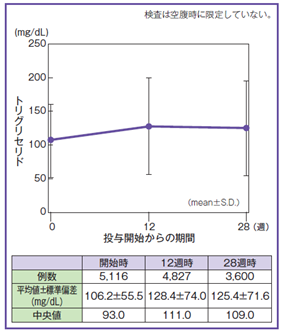 検査は空腹時に限定していない。
(mg/dL)
250
200
150
100
50
0
トリグリセリド
(mean±S.D.)
0 12 28 (週)
投与開始からの期間
開始時 12週時 28週時
例数 5,116 4,827 3,600
平均値±標準偏差
(mg/dL) 106.2±55.5 128.4±74.0 125.4±71.6
中央値 93.0 111.0 109.0